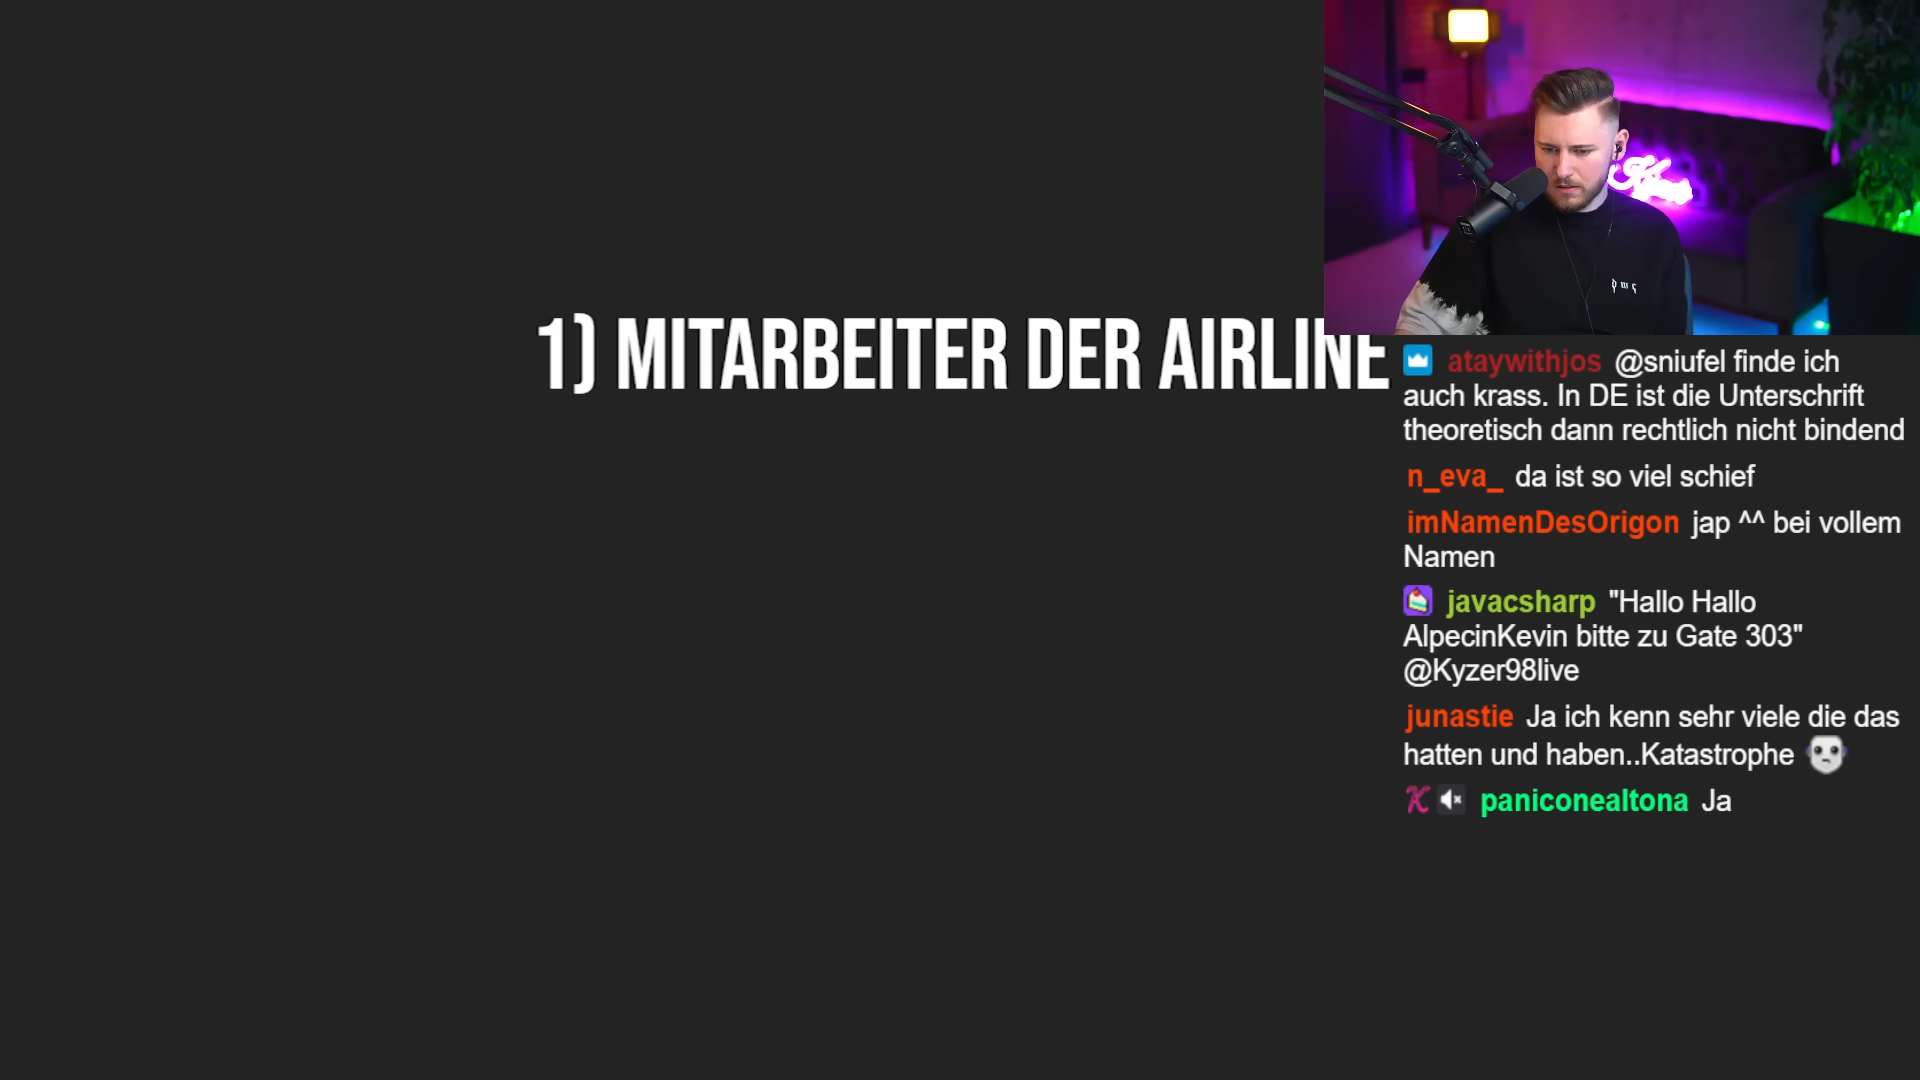 1) MITARBEITER DER AIRLINE
ataywithjos @sniufel finde ich
auch krass. In DE ist die Unterschrift
theoretisch dann rechtlich nicht bindend
n_eva_ da ist so viel schief
imNamenDesOrigon jap ^^ bei vollem
Namen
javacsharp "Hallo Hallo
AlpecinKevin bitte zu Gate 303"
@Kyzer98live
junastie Ja ich kenn sehr viele die das
hatten und haben..Katastrophe
paniconealtona Ja